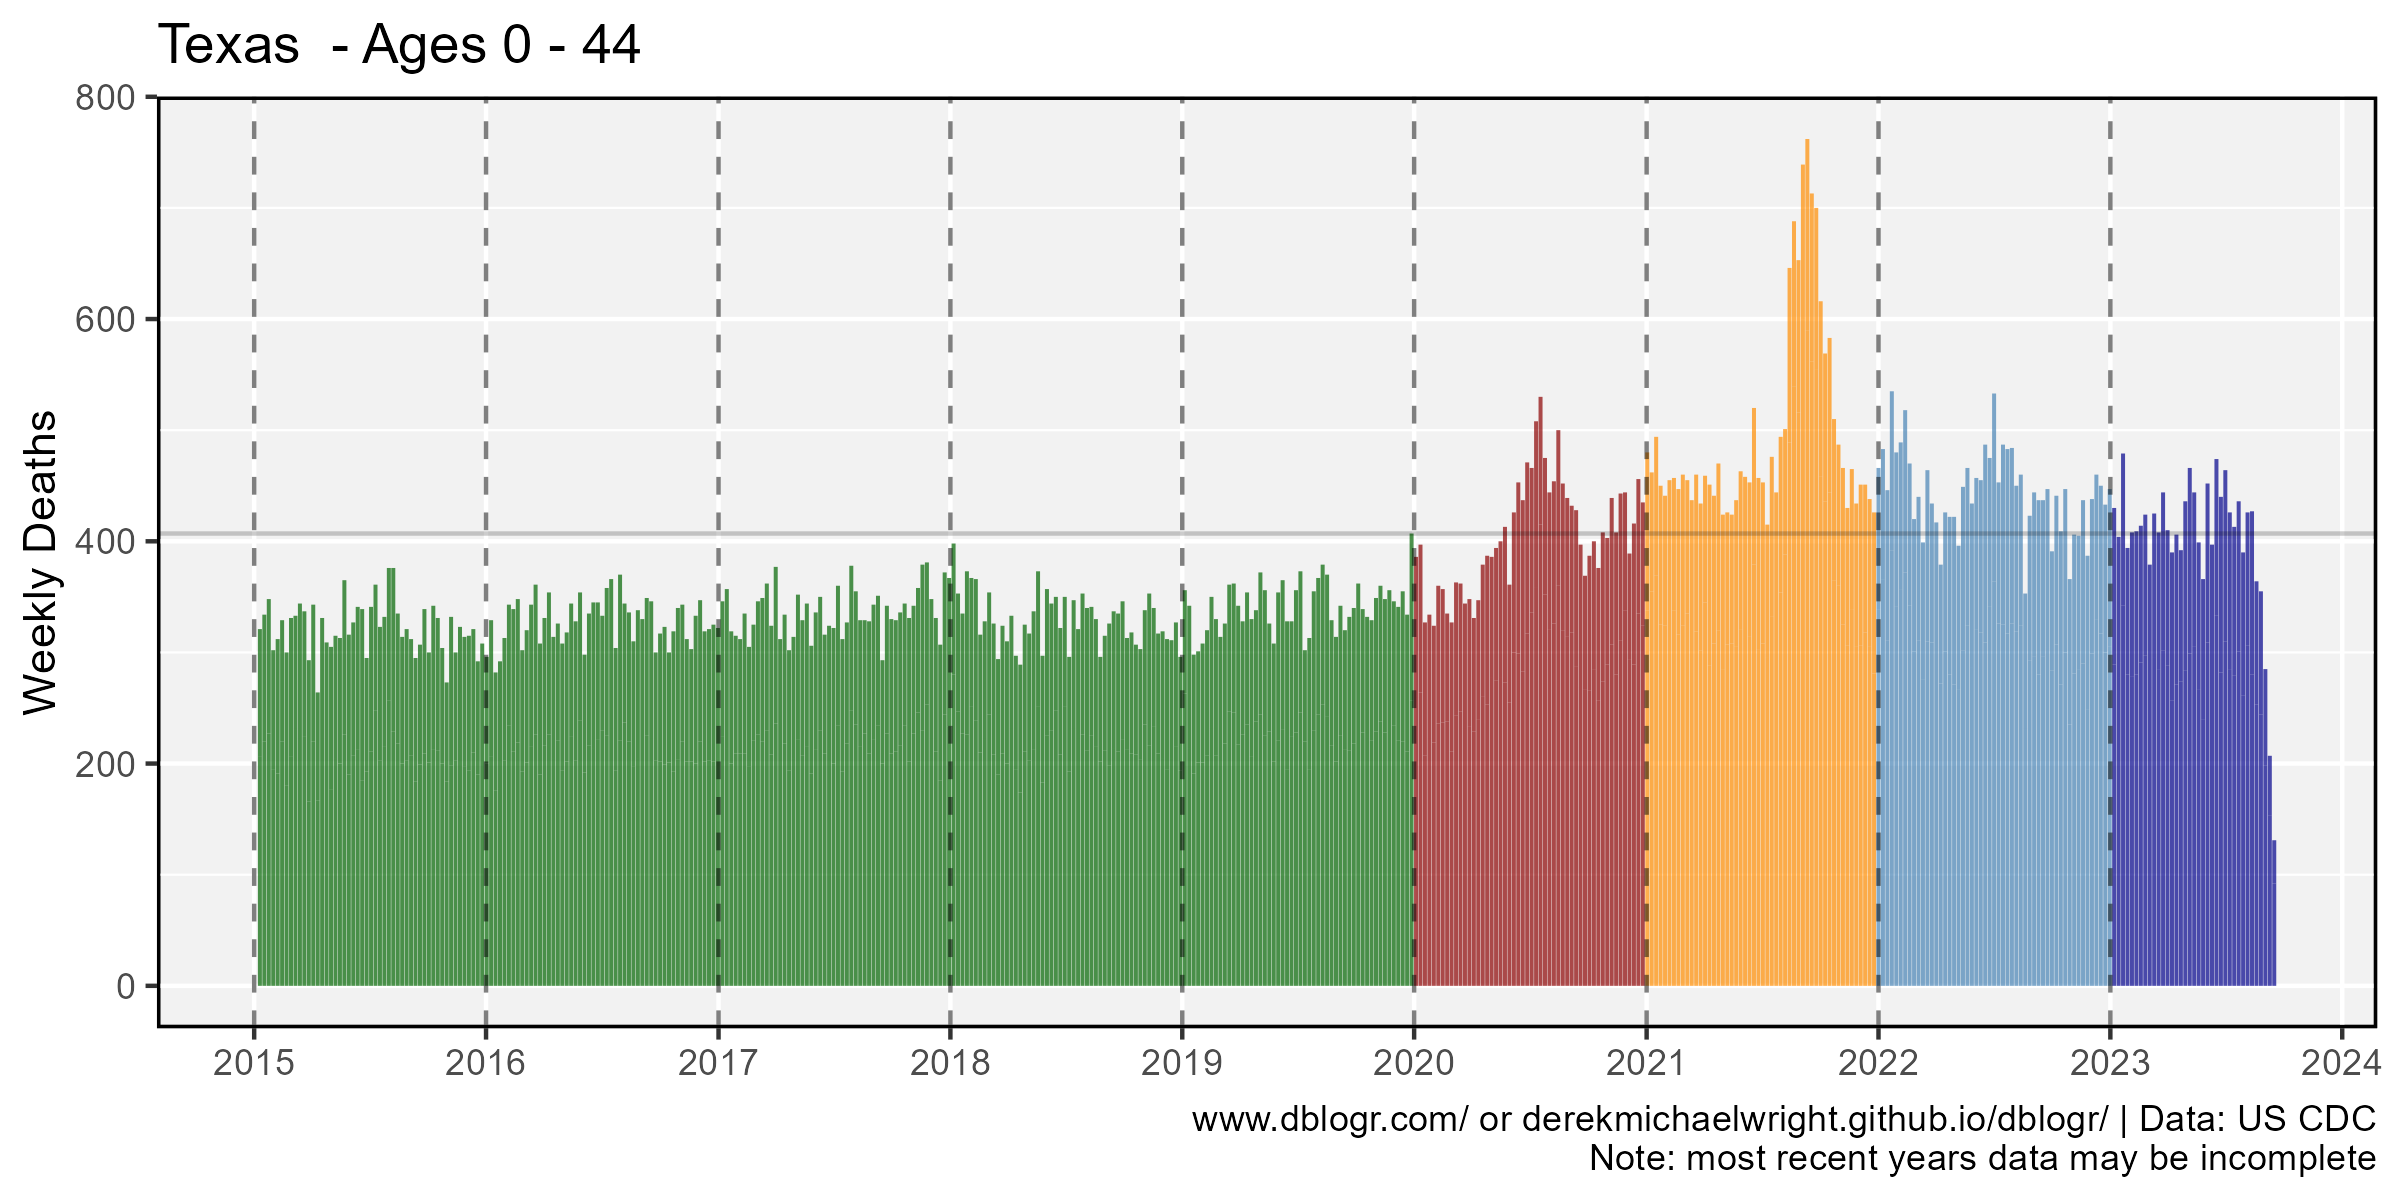 Texas  - Ages 0 - 44
Weekly Deaths
800
600
400
200
0
2015 2016 2017 2018 2019 2020 2021 2022 2023 2024
www.dblogr.com/ or derekmichaelwright.github.io/dblogr/ | Data: US CDC
Note: most recent years data may be incomplete